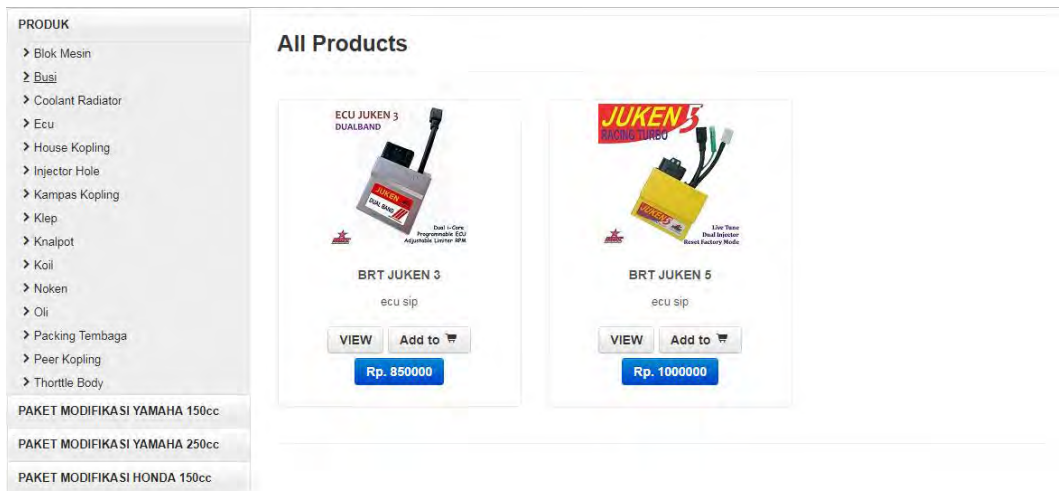 PRODUK
Blok Mesin
Busi
Coolant Radiator
Ecu
House Kopling
Injector Hole
Kampas Kopling
Klep
Knalpot
Koil
Noken
Oli
Packing Tembaga
Peer Kopling
Thorttle Body
PAKET MODIFIKASI YAMAHA 150cc
PAKET MODIFIKASI YAMAHA 250cc
PAKET MODIFIKASI HONDA 150cc
All Products
ECU JUKEN 3
DUALBAND
JUKEN
DUAL BAND
Dual i-Core
Programmable ECU
Adjustable Limiter RPM
BRT JUKEN 3
ecu sip
VIEW Add to
Rp. 850000
JUKEN 5
RACING TURBO
JUKEN5
Live Tune
Dual Injector
Reset Factory Mode
BRT JUKEN 5
ecu sip
VIEW Add to
Rp. 1000000